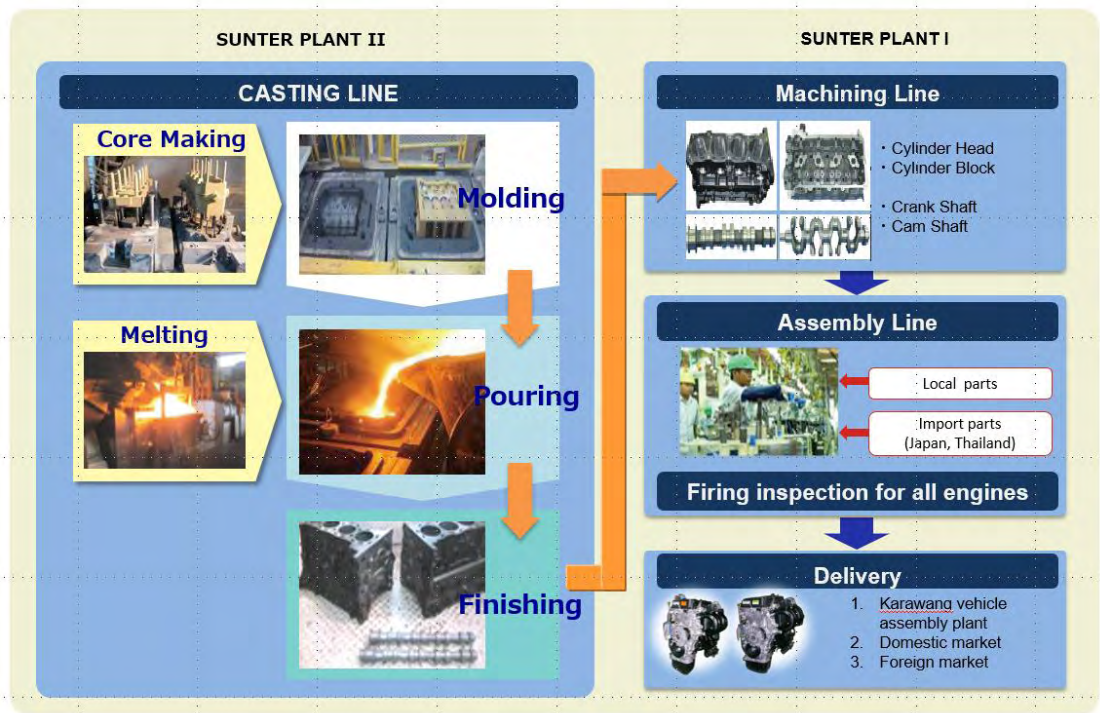 SUNTER PLANT II
CASTING LINE
Core Making
Molding
Melting
Pouring
Finishing
SUNTER PLANT I
Machining Line
・Cylinder Head
・Cylinder Block
・Crank Shaft
・Cam Shaft
Assembly Line
Local parts
Import parts
(Japan, Thailand)
Firing inspection for all engines
Delivery
1. Karawang vehicle
assembly plant
2. Domestic market
3. Foreign market